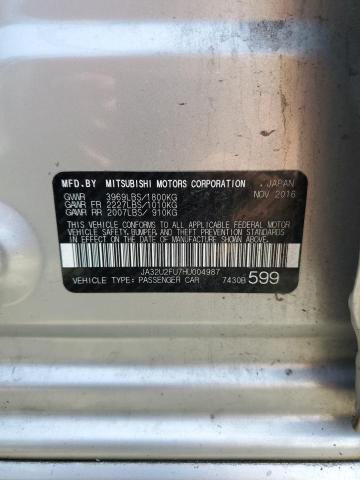 MFD.BY MITSUBISHI MOTORS CORPORATION , JAPAN
GVWR 3969LBS/1800KG NOV 2016
GAWR FR 2227LBS/1010KG
GAWR RR 2007LBS/ 910KG
THIS VEHICLE CONFORMS TO ALL APPLICABLE FEDERAL MOTOR
VEHICLE SAFETY,BUMPER,AND THEFT PREVENTION STANDARDS
IN EFFECT ON THE DATE OF MANUFACTURE SHOWN ABOVE.
JA32U2FU7HU004987
VEHICLE TYPE: PASSENGER CAR 7430B 599